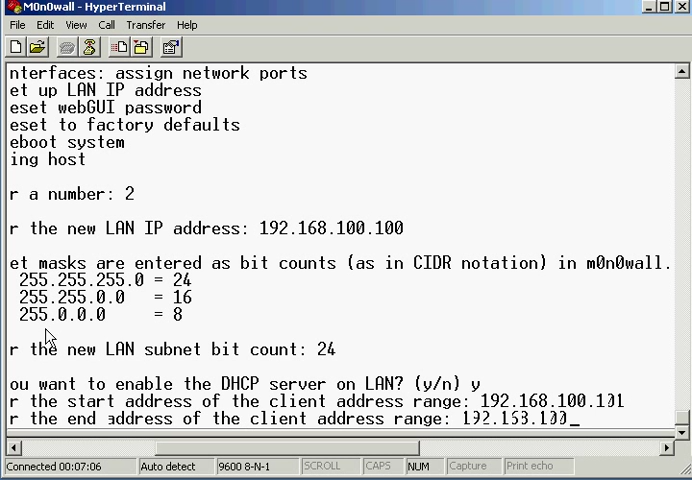 M0n0wall - HyperTerminal
File Edit View Call Transfer Help
nterfaces: assign network ports
et up LAN IP address
eset webGUI password
eset to factory defaults
eboot system
ing host
r a number: 2
r the new LAN IP address: 192.168.100.100
et masks are entered as bit counts (as in CIDR notation) in m0n0wall.
255.255.255.0 = 24
255.255.0.0 = 16
255.0.0.0 = 8
r the new LAN subnet bit count: 24
ou want to enable the DHCP server on LAN? (y/n) y
r the start address of the client address range: 192.168.100.101
r the end address of the client address range: 192.168.100_
Connected 00:07:06 Auto detect 9600 8-N-1 SCROLL CAPS NUM Capture Print echo